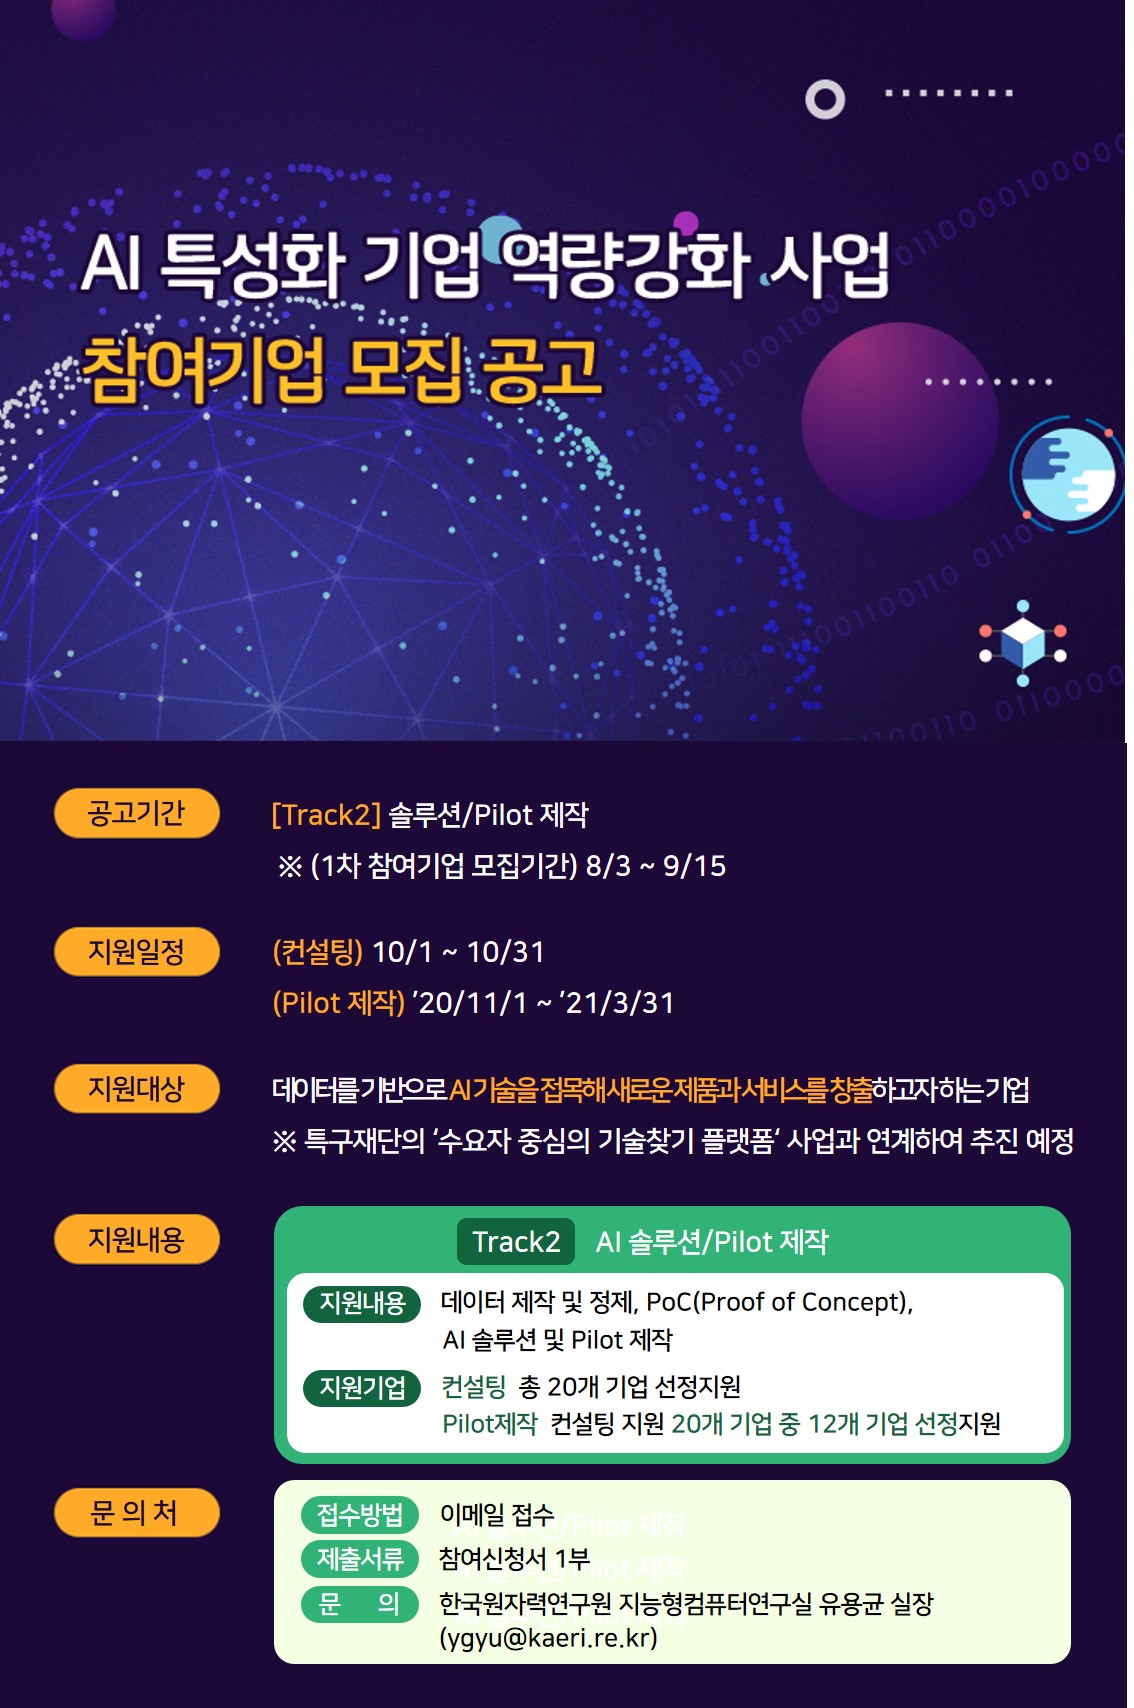 AI 특성화 기업 역량강화 사업
참여기업 모집 공고
공고기간
[Track2] 솔루션/Pilot 제작
※ (1차 참여기업 모집기간) 8/3 ~ 9/15
지원일정
(컨설팅) 10/1 ~ 10/31
(Pilot 제작) ’20/11/1 ~ ’21/3/31
지원대상
데이터를 기반으로 AI 기술을 접목해 새로운 제품과 서비스를 창출하고자 하는 기업
※ 특구재단의 ‘수요자 중심의 기술찾기 플랫폼‘ 사업과 연계하여 추진 예정
지원내용
Track2 AI 솔루션/Pilot 제작
지원내용 데이터 제작 및 정제, PoC(Proof of Concept),
AI 솔루션 및 Pilot 제작
지원기업 컨설팅 총 20개 기업 선정지원
Pilot제작 컨설팅 지원 20개 기업 중 12개 기업 선정지원
문 의 처
접수방법 이메일 접수
제출서류 참여신청서 1부
문 의 한국원자력연구원 지능형컴퓨터연구실 유용균 실장
(ygyu@kaeri.re.kr)